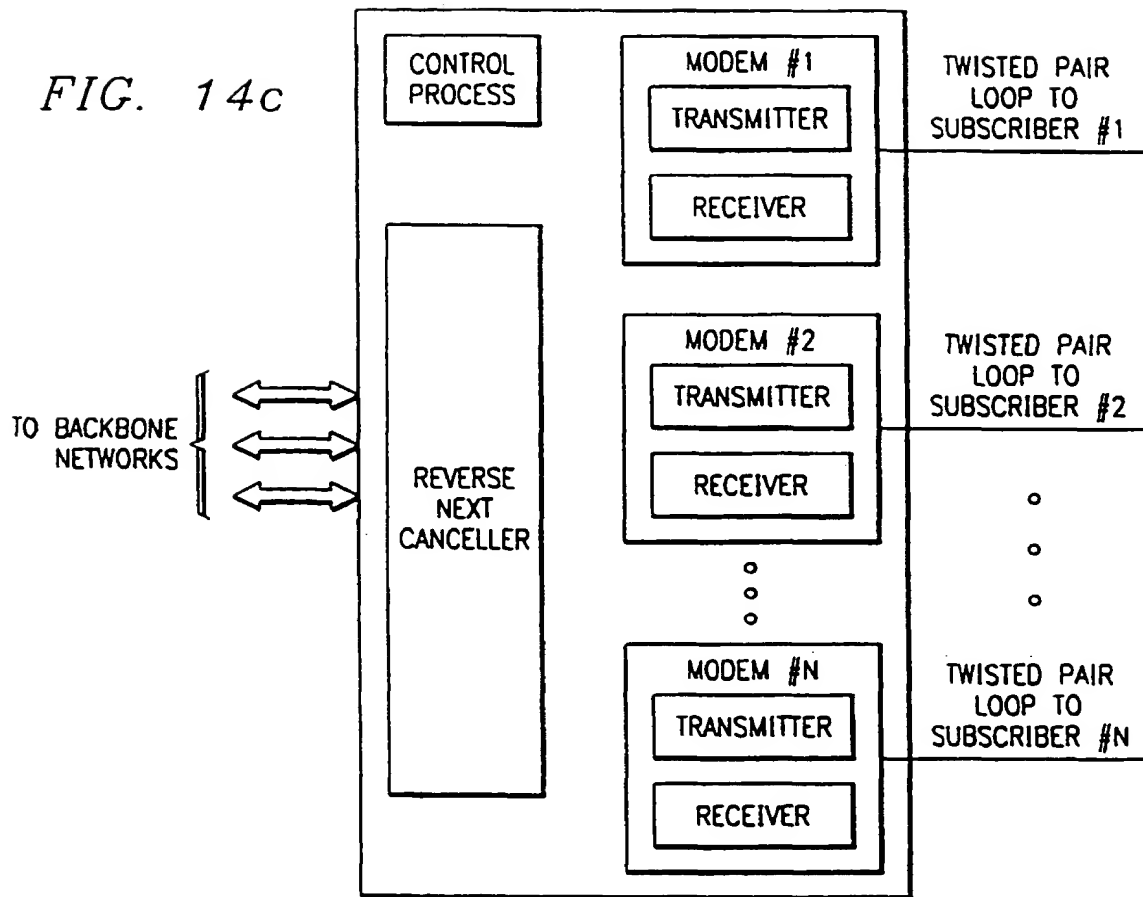 FIG. 14c
CONTROL
PROCESS
MODEM #1
TRANSMITTER
RECEIVER
TWISTED PAIR
LOOP TO
SUBSCRIBER #1
MODEM #2
TRANSMITTER
RECEIVER
TWISTED PAIR
LOOP TO
SUBSCRIBER #2
TO BACKBONE
NETWORKS
REVERSE
NEXT
CANCELLER
MODEM #N
TRANSMITTER
RECEIVER
TWISTED PAIR
LOOP TO
SUBSCRIBER #N